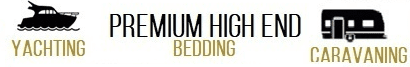 PREMIUM HIGH END
YACHTING
BEDDING
CARAVANING